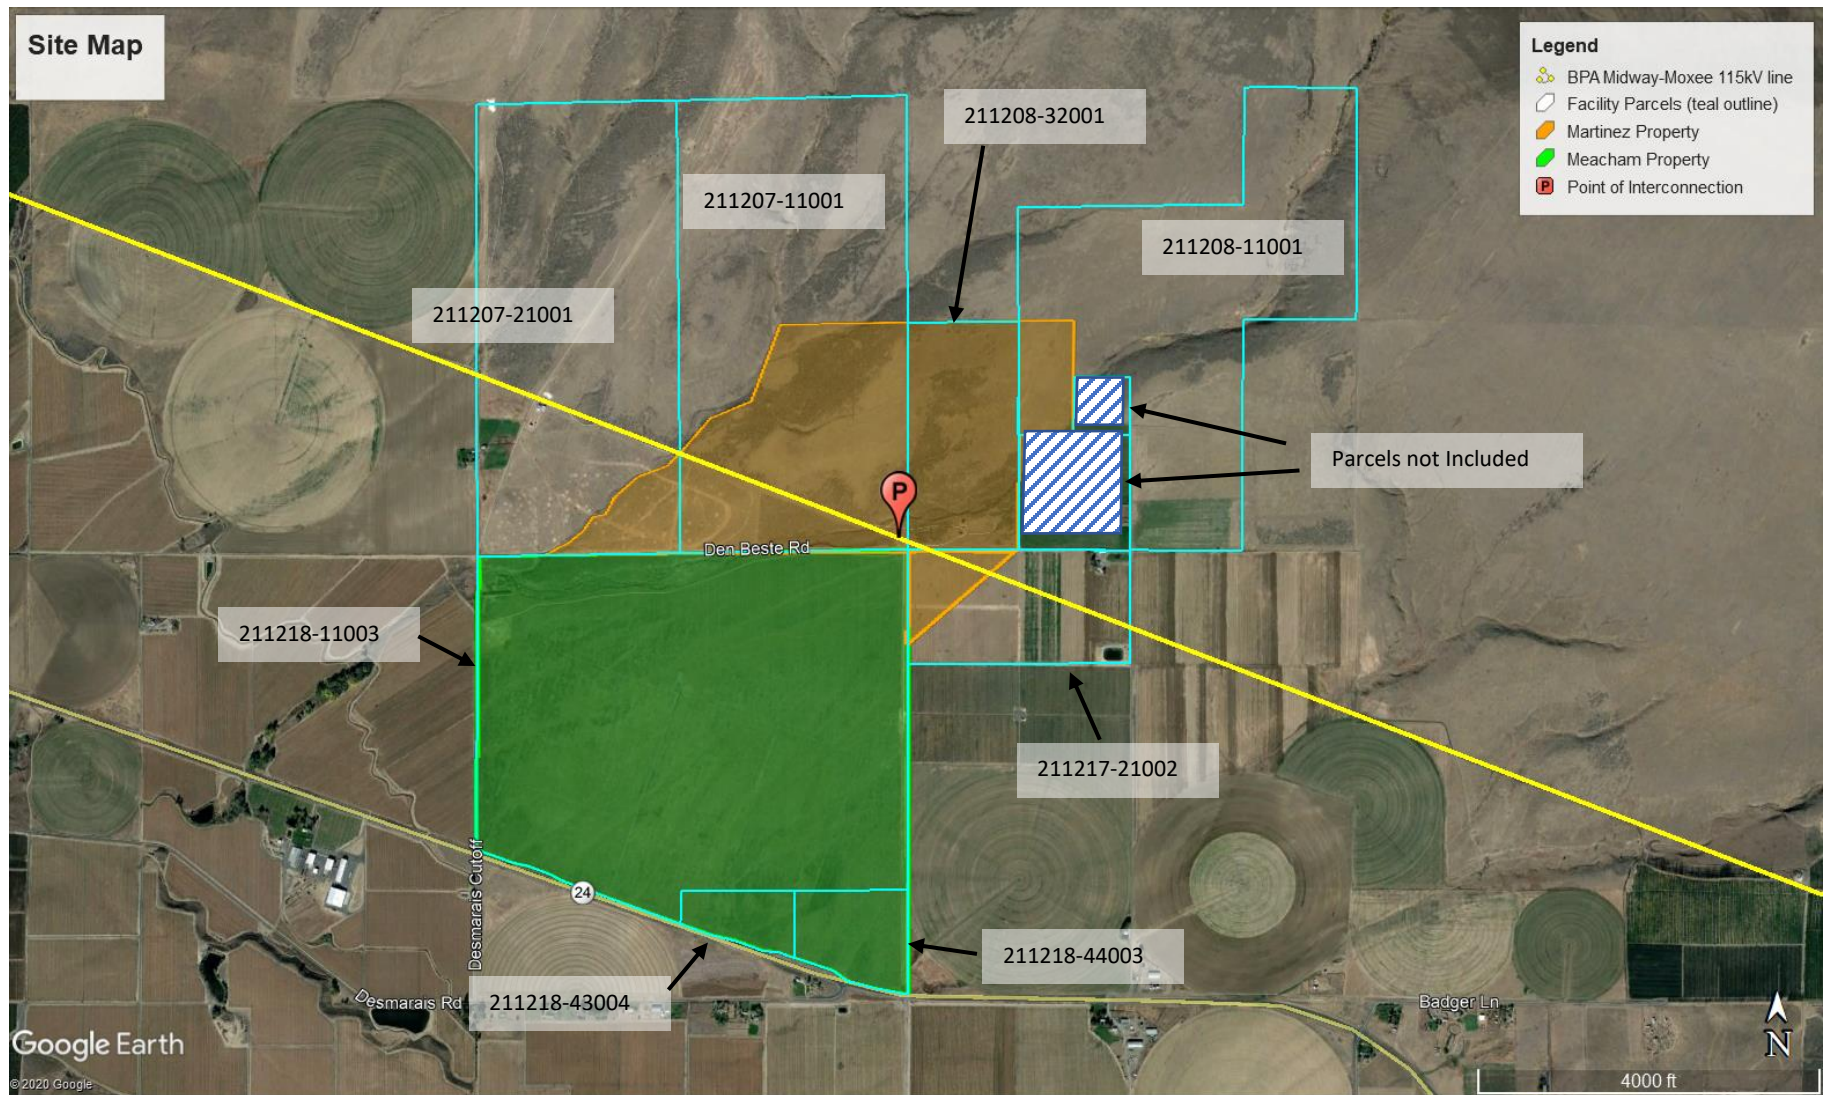 Site Map
Legend
BPA Midway-Moxee 115kV line
Facility Parcels (teal outline)
Martinez Property
Meacham Property
P Point of Interconnection
211208-32001
211207-11001
211208-11001
211207-21001
Parcels not Included
P
Den Beste Rd
211218-11003
211217-21002
Desmarais Cutoff
24
211218-44003
Desmarais Rd
211218-43004
Badger Ln
Google Earth
N
© 2020 Google
4000 ft